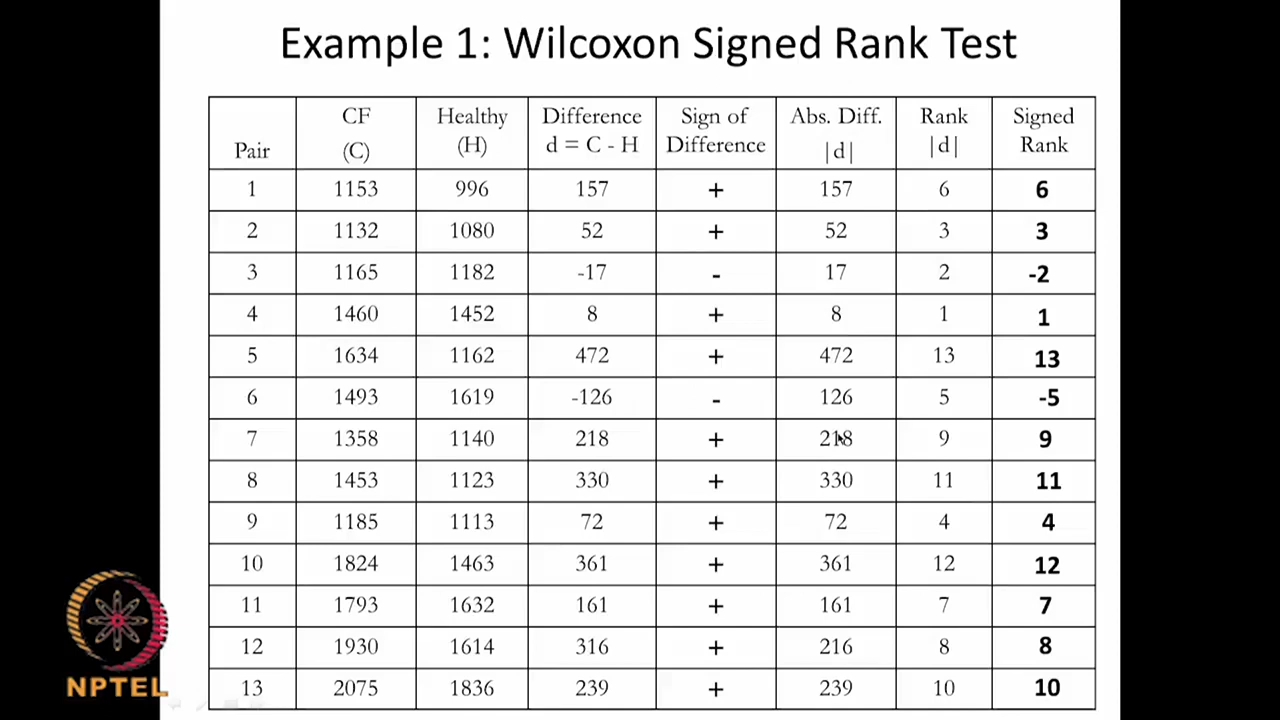 Example 1: Wilcoxon Signed Rank Test
Pair CF (C) Healthy (H) Difference d = C - H Sign of Difference Abs. Diff. |d| Rank |d| Signed Rank
1 1153 996 157 + 157 6 6
2 1132 1080 52 + 52 3 3
3 1165 1182 -17 - 17 2 -2
4 1460 1452 8 + 8 1 1
5 1634 1162 472 + 472 13 13
6 1493 1619 -126 - 126 5 -5
7 1358 1140 218 + 218 9 9
8 1453 1123 330 + 330 11 11
9 1185 1113 72 + 72 4 4
10 1824 1463 361 + 361 12 12
11 1793 1632 161 + 161 7 7
12 1930 1614 316 + 216 8 8
13 2075 1836 239 + 239 10 10
NPTEL